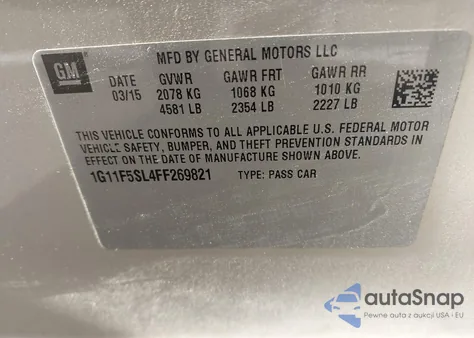 GM
MFD BY GENERAL MOTORS LLC
DATE GVWR GAWR FRT GAWR RR
03/15 2078 KG 1068 KG 1010 KG
4581 LB 2354 LB 2227 LB
THIS VEHICLE CONFORMS TO ALL APPLICABLE U.S. FEDERAL MOTOR
VEHICLE SAFETY, BUMPER, AND THEFT PREVENTION STANDARDS IN
EFFECT ON THE DATE OF MANUFACTURE SHOWN ABOVE.
1G11F5SL4FF269821 TYPE: PASS CAR
autoSnap
Pewne auta z aukcji USA • EU